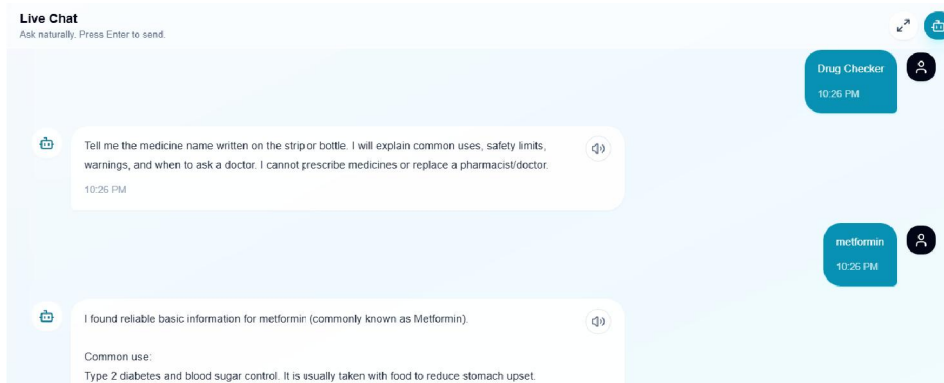 Live Chat
Ask naturally. Press Enter to send.
Drug Checker
10:26 PM
Tell me the medicine name written on the strip or bottle. I will explain common uses, safety limits,
warnings, and when to ask a doctor. I cannot prescribe medicines or replace a pharmacist/doctor.
10:26 PM
metformin
10:26 PM
I found reliable basic information for metformin (commonly known as Metformin).
Common use:
Type 2 diabetes and blood sugar control. It is usually taken with food to reduce stomach upset.